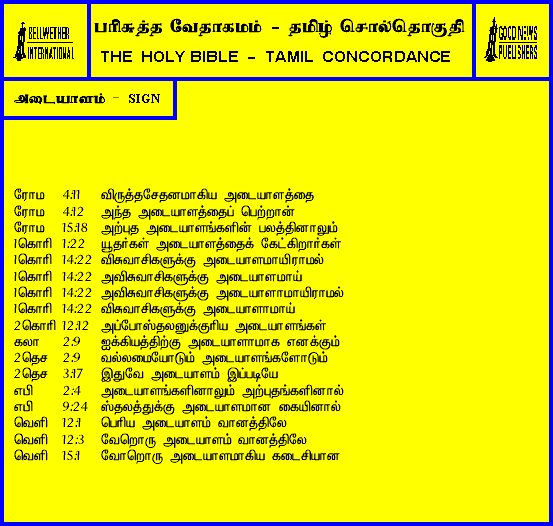 BELLWETHER
INTERNATIONAL
பரிசுத்த வேதாகமம் - தமிழ் சொல்தொகுதி
THE HOLY BIBLE - TAMIL CONCORDANCE
GOOD NEWS
PUBLISHERS
அடையாளம் - SIGN
ரோம 4:11 விருத்தசேதனமாகிய அடையாளத்தை
ரோம 4:12 அந்த அடையாளத்தைப் பெற்றான்
ரோம 15:18 அற்புத அடையாளங்களின் பலத்தினாலும்
1கொரி 1:22 யூதர்கள் அடையாளத்தைக் கேட்கிறார்கள்
1கொரி 14:22 விசுவாசிகளுக்கு அடையாளமாயிராமல்
1கொரி 14:22 அவிசுவாசிகளுக்கு அடையாளமாய்
1கொரி 14:22 அவிசுவாசிகளுக்கு அடையாளாமாயிராமல்
1கொரி 14:22 விசுவாசிகளுக்கு அடையாளாமாய்
2கொரி 12:12 அப்போஸ்தலனுக்குரிய அடையாளங்கள்
கலா 2:9 ஐக்கியத்திற்கு அடையாளாமாக எனக்கும்
2தெச 2:9 வல்லமையோடும் அடையாளங்களோடும்
2தெச 3:17 இதுவே அடையாளம் இப்படியே
எபி 2:4 அடையாளங்களினாலும் அற்புதங்களினால்
எபி 9:24 ஸ்தலத்துக்கு அடையாளமான கையினால்
வெளி 12:1 பெரிய அடையாளம் வானத்திலே
வெளி 12:3 வேறொரு அடையாளம் வானத்திலே
வெளி 15:1 வோறொரு அடையாளமாகிய கடைசியான